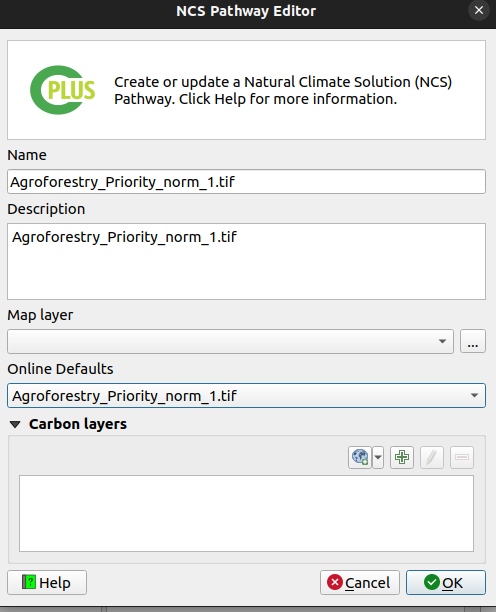 NCS Pathway Editor
C PLUS
Create or update a Natural Climate Solution (NCS)
Pathway. Click Help for more information.
Name
Agroforestry_Priority_norm_1.tif
Description
Agroforestry_Priority_norm_1.tif
Map layer
...
Online Defaults
Agroforestry_Priority_norm_1.tif
Carbon layers
? Help
Cancel
OK